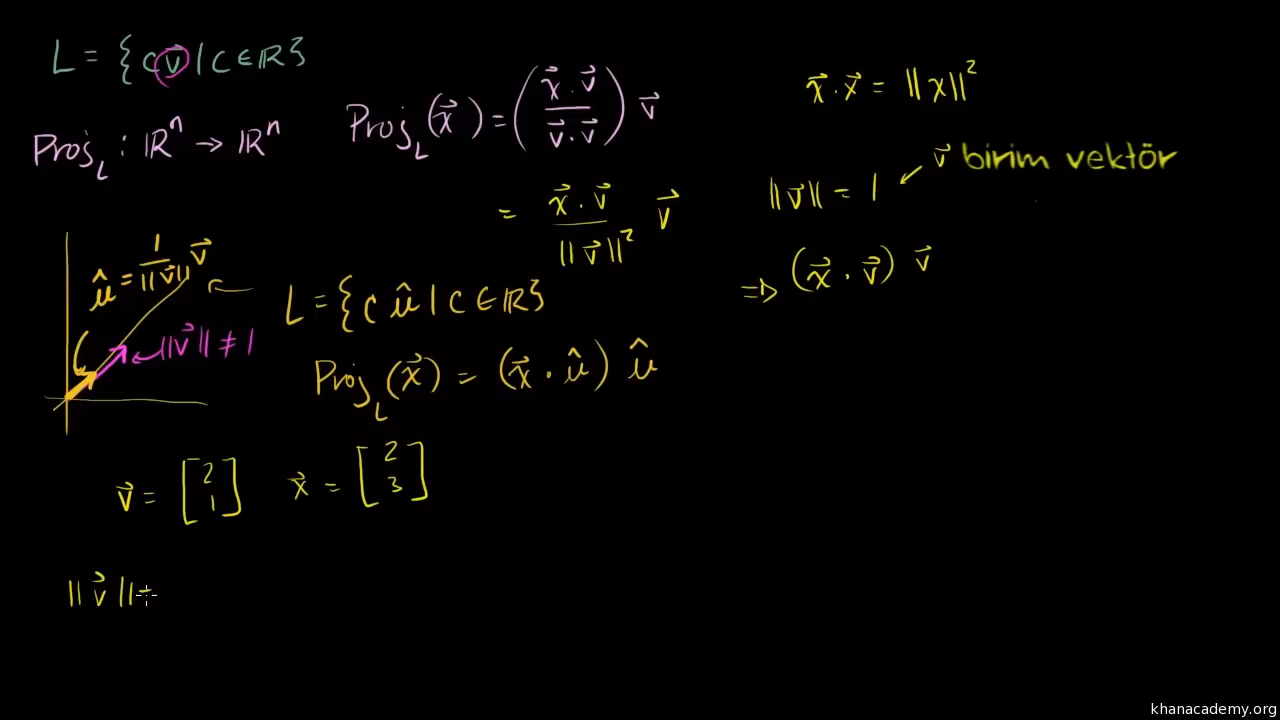 L = {c v⃗ | c ∈ ℝ}
Proj_L : ℝⁿ → ℝⁿ
Proj_L(x⃗) = (x⃗ · v⃗ / v⃗ · v⃗) v⃗
= x⃗ · v⃗ / ||v⃗||² v⃗
x⃗ · x⃗ = ||x||²
||v⃗|| = 1 ← v⃗ birim vektör
⇒ (x⃗ · v⃗) v⃗
û = 1/||v⃗|| v⃗
||v⃗|| ≠ 1
L = {c û | c ∈ ℝ}
Proj_L(x⃗) = (x⃗ · û) û
v⃗ = [2 1] x⃗ = [2 3]
||v⃗|| =
khanacademy.org